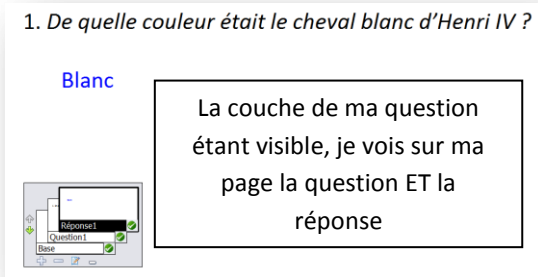 1. De quelle couleur était le cheval blanc d'Henri IV ?
Blanc
La couche de ma question
étant visible, je vois sur ma
page la question ET la
réponse
Réponse1
Question1
Base